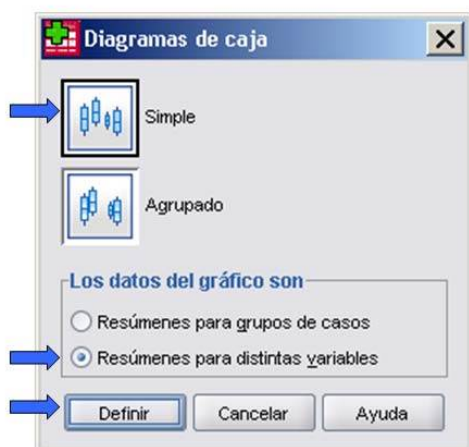 Diagramas de caja
Simple
Agrupado
Los datos del gráfico son
Resúmenes para grupos de casos
Resúmenes para distintas variables
Definir Cancelar Ayuda